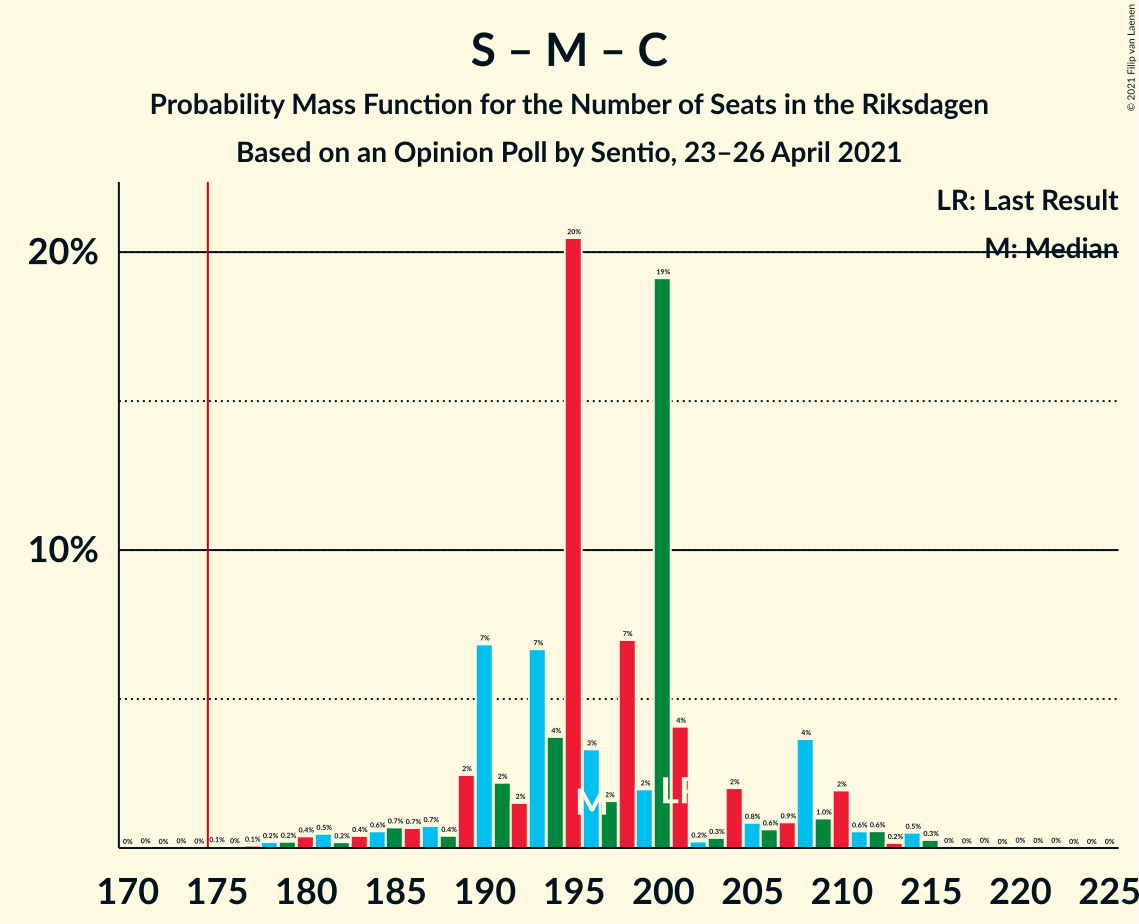 S – M – C
Probability Mass Function for the Number of Seats in the Riksdagen
Based on an Opinion Poll by Sentio, 23–26 April 2021
© 2021 Filip van Laenen
LR: Last Result
M: Median
20%
10%
0% 0% 0% 0% 0% 0.1% 0% 0.1% 0.2% 0.2% 0.4% 0.5% 0.2% 0.4% 0.6% 0.7% 0.7% 0.7% 0.4% 2% 7% 2% 2% 7% 4% 20% 3% 2% 7% 2% 19% 4% 0.2% 0.3% 2% 0.8% 0.6% 0.9% 4% 1.0% 2% 0.6% 0.6% 0.2% 0.5% 0.3% 0% 0% 0% 0% 0% 0% 0% 0% 0% 0%
M LR
170 175 180 185 190 195 200 205 210 215 220 225